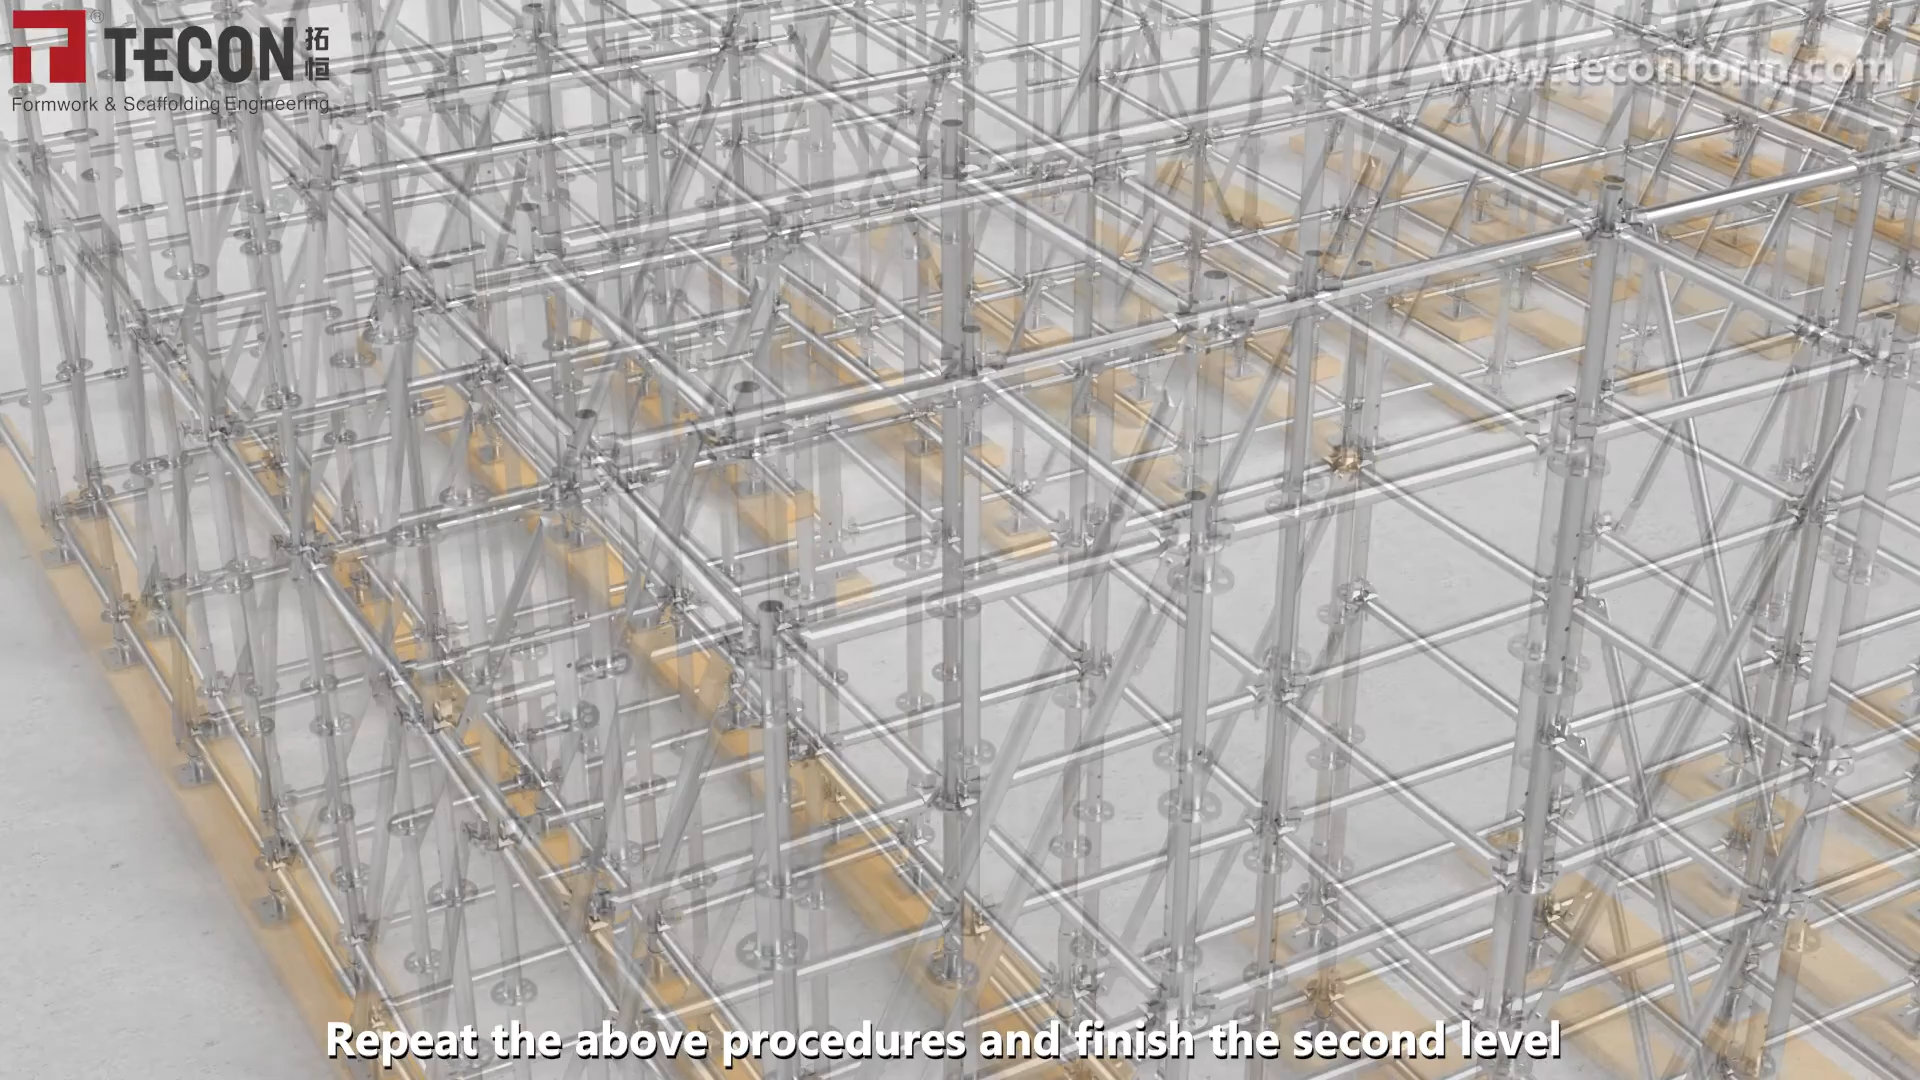 ®
TECON 拓恒
Formwork & Scaffolding Engineering
www.teconform.com
Repeat the above procedures and finish the second level